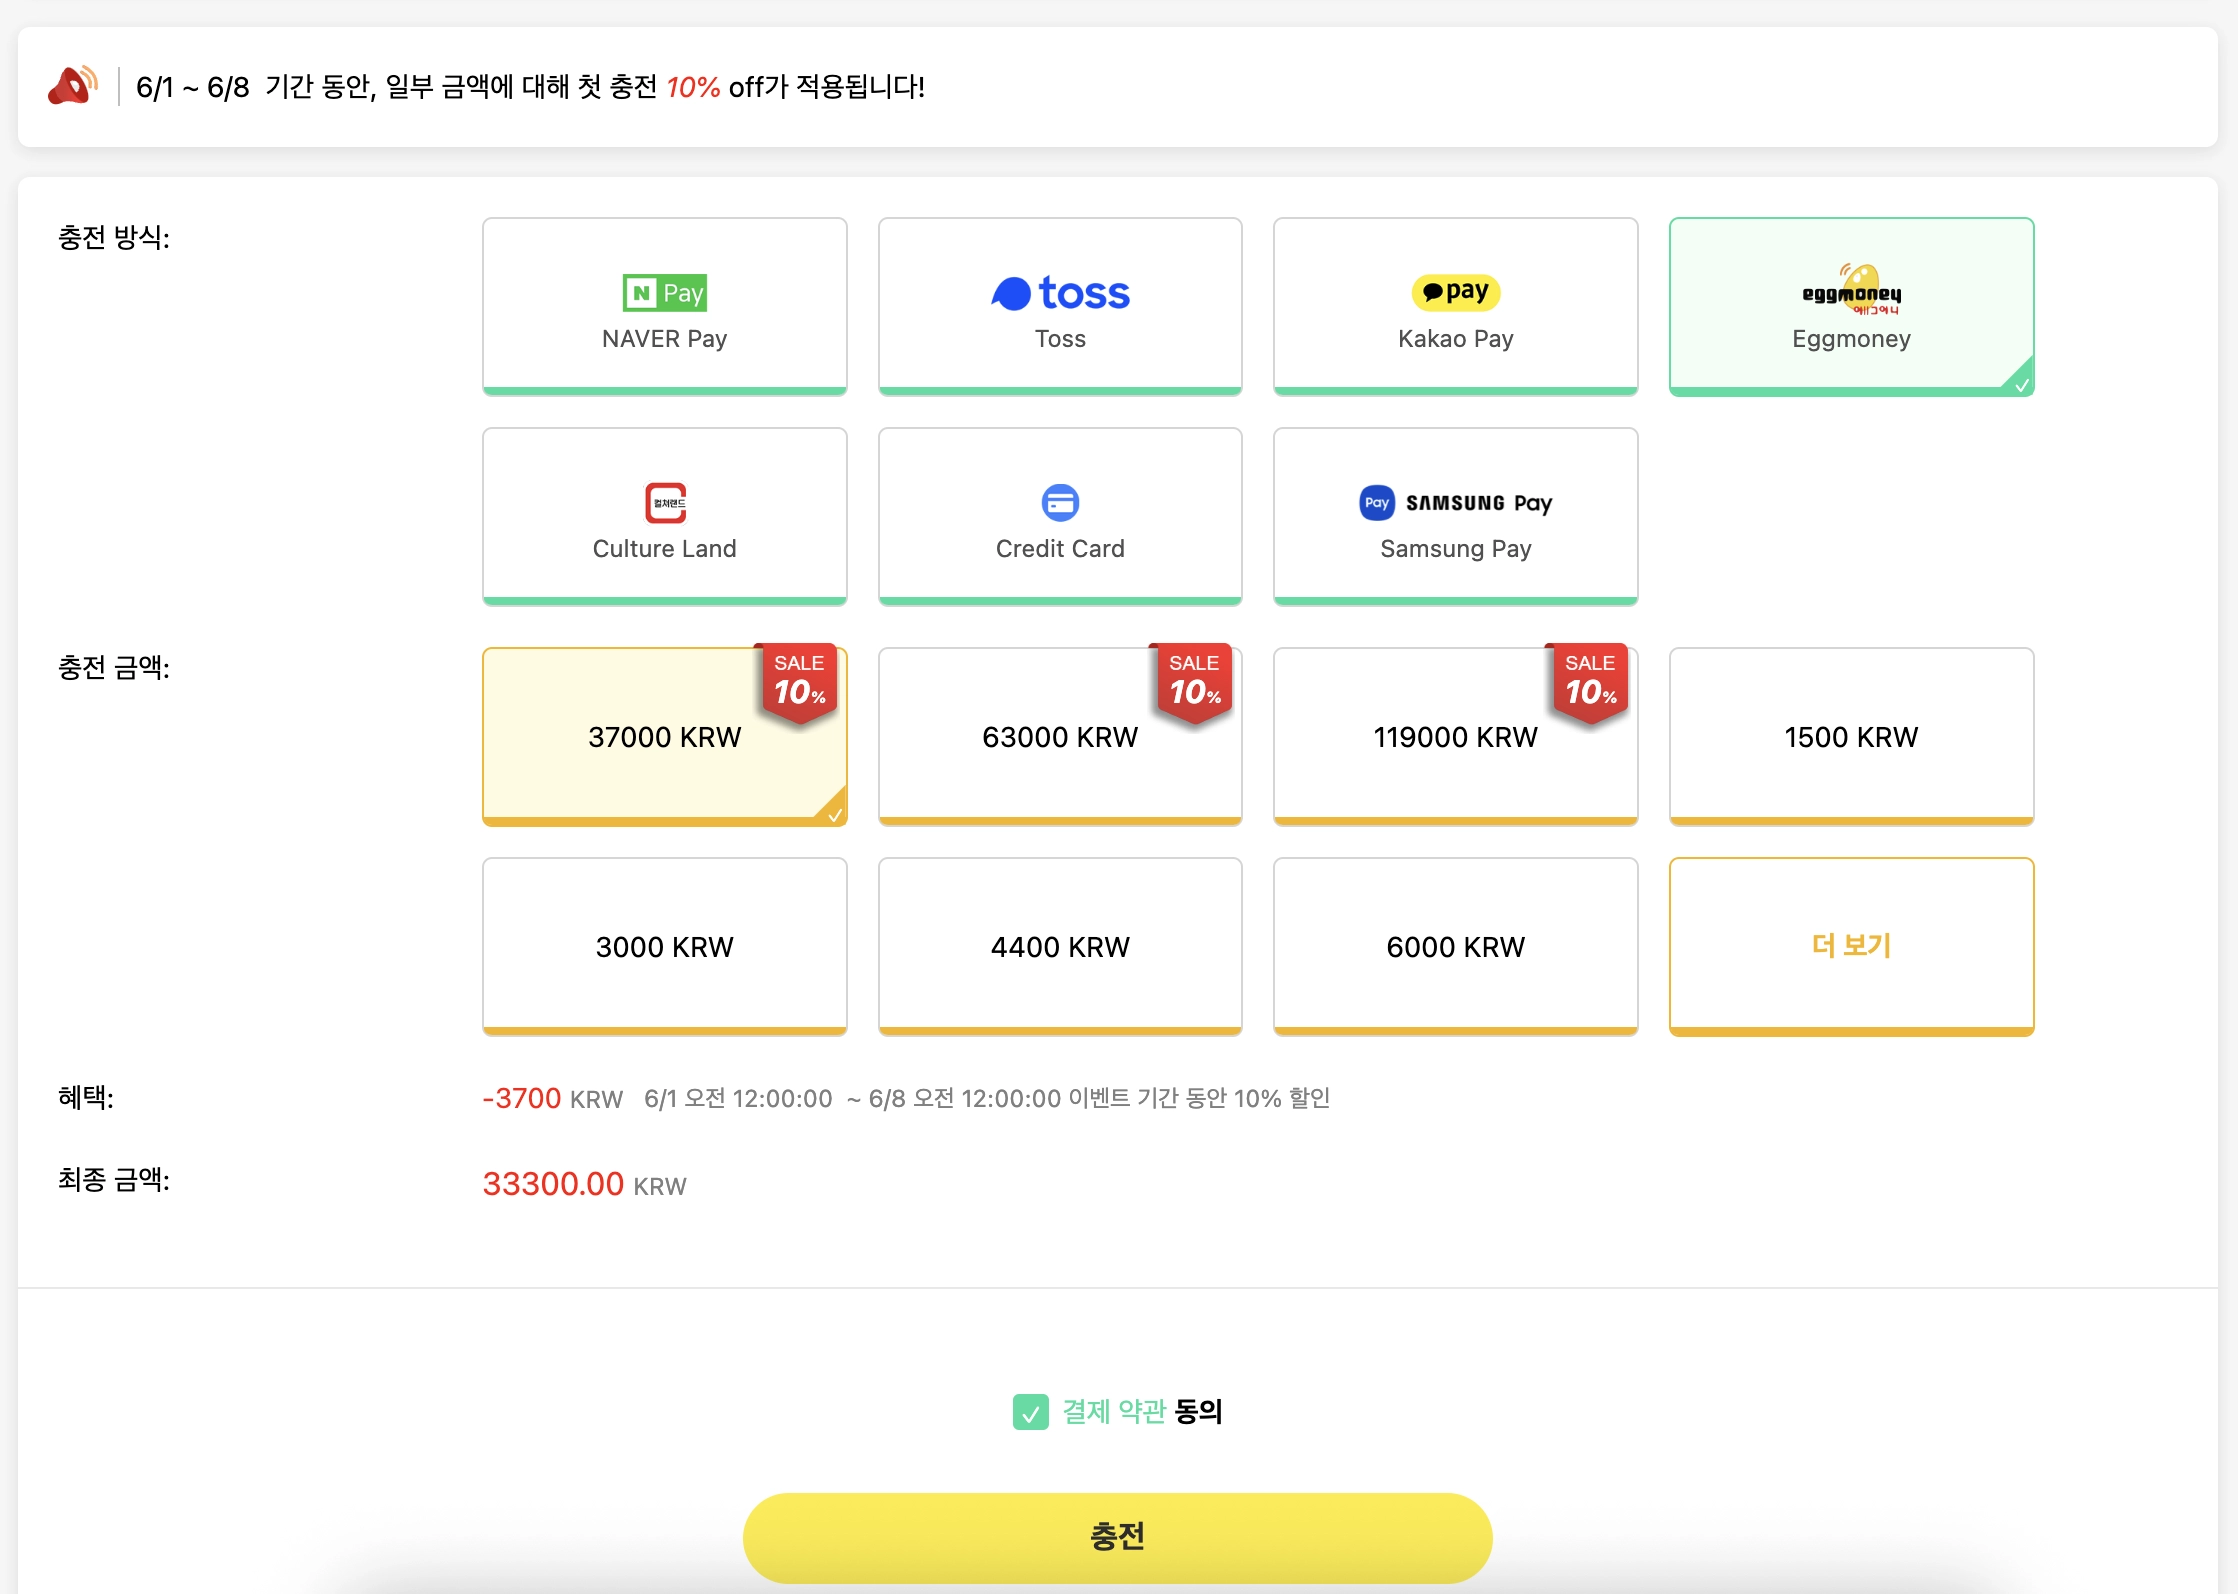 6/1 ~ 6/8 기간 동안, 일부 금액에 대해 첫 충전 10% off가 적용됩니다!
충전 방식:
N Pay
NAVER Pay
toss
Toss
pay
Kakao Pay
eggmoney
에그머니
Eggmoney
컬쳐랜드
Culture Land
Credit Card
Pay SAMSUNG Pay
Samsung Pay
충전 금액:
SALE
10%
37000 KRW
SALE
10%
63000 KRW
SALE
10%
119000 KRW
1500 KRW
3000 KRW
4400 KRW
6000 KRW
더 보기
혜택:
-3700 KRW 6/1 오전 12:00:00 ~ 6/8 오전 12:00:00 이벤트 기간 동안 10% 할인
최종 금액:
33300.00 KRW
결제 약관 동의
충전